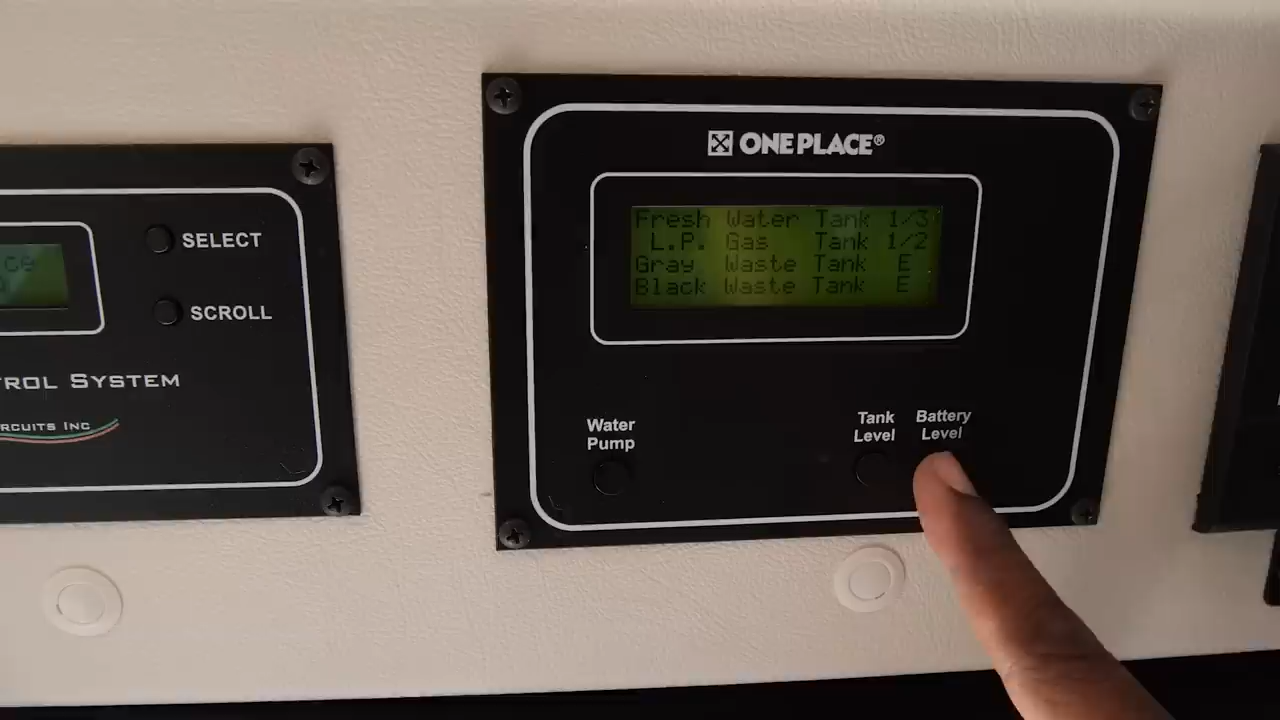 SELECT
SCROLL
TROL SYSTEM
RCUITS INC
ONE PLACE®
Fresh Water Tank 1/3
L.P. Gas Tank 1/2
Gray Waste Tank E
Black Waste Tank E
Water
Pump
Tank
Level
Battery
Level